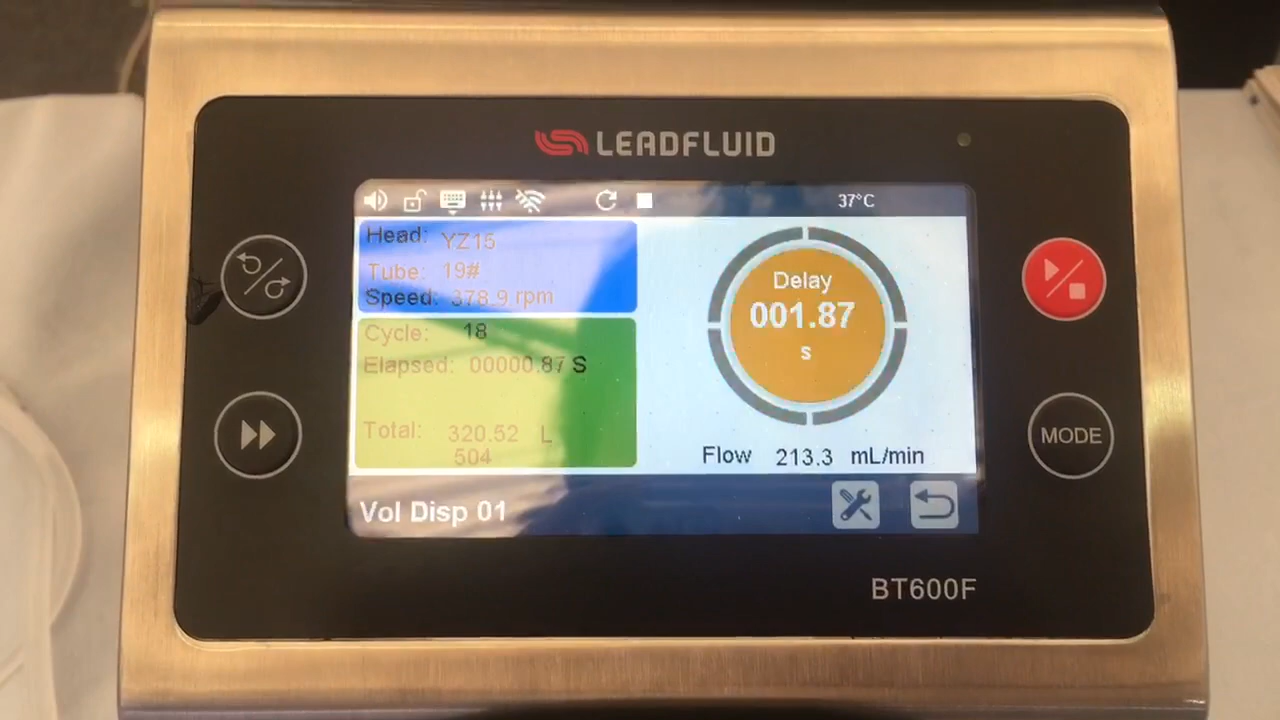 LEADFLUID
37°C
Head: YZ15
Tube: 19#
Speed: 378.9 rpm
Cycle: 18
Elapsed: 00000.87 S
Total: 320.52 L
504
Delay
001.87
s
Flow 213.3 mL/min
Vol Disp 01
MODE
BT600F